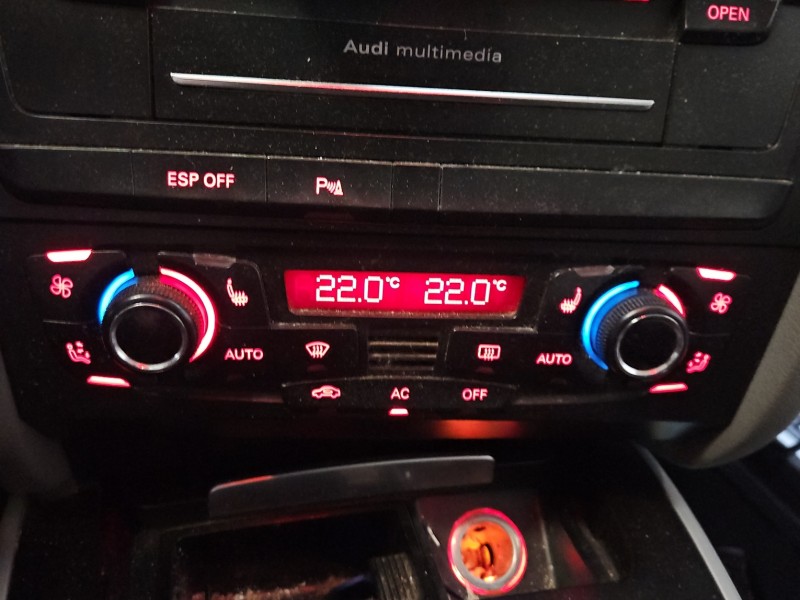 OPEN
Audi multimedia
ESP OFF
P
22.0°C 22.0°C
AUTO
AUTO
AC
OFF